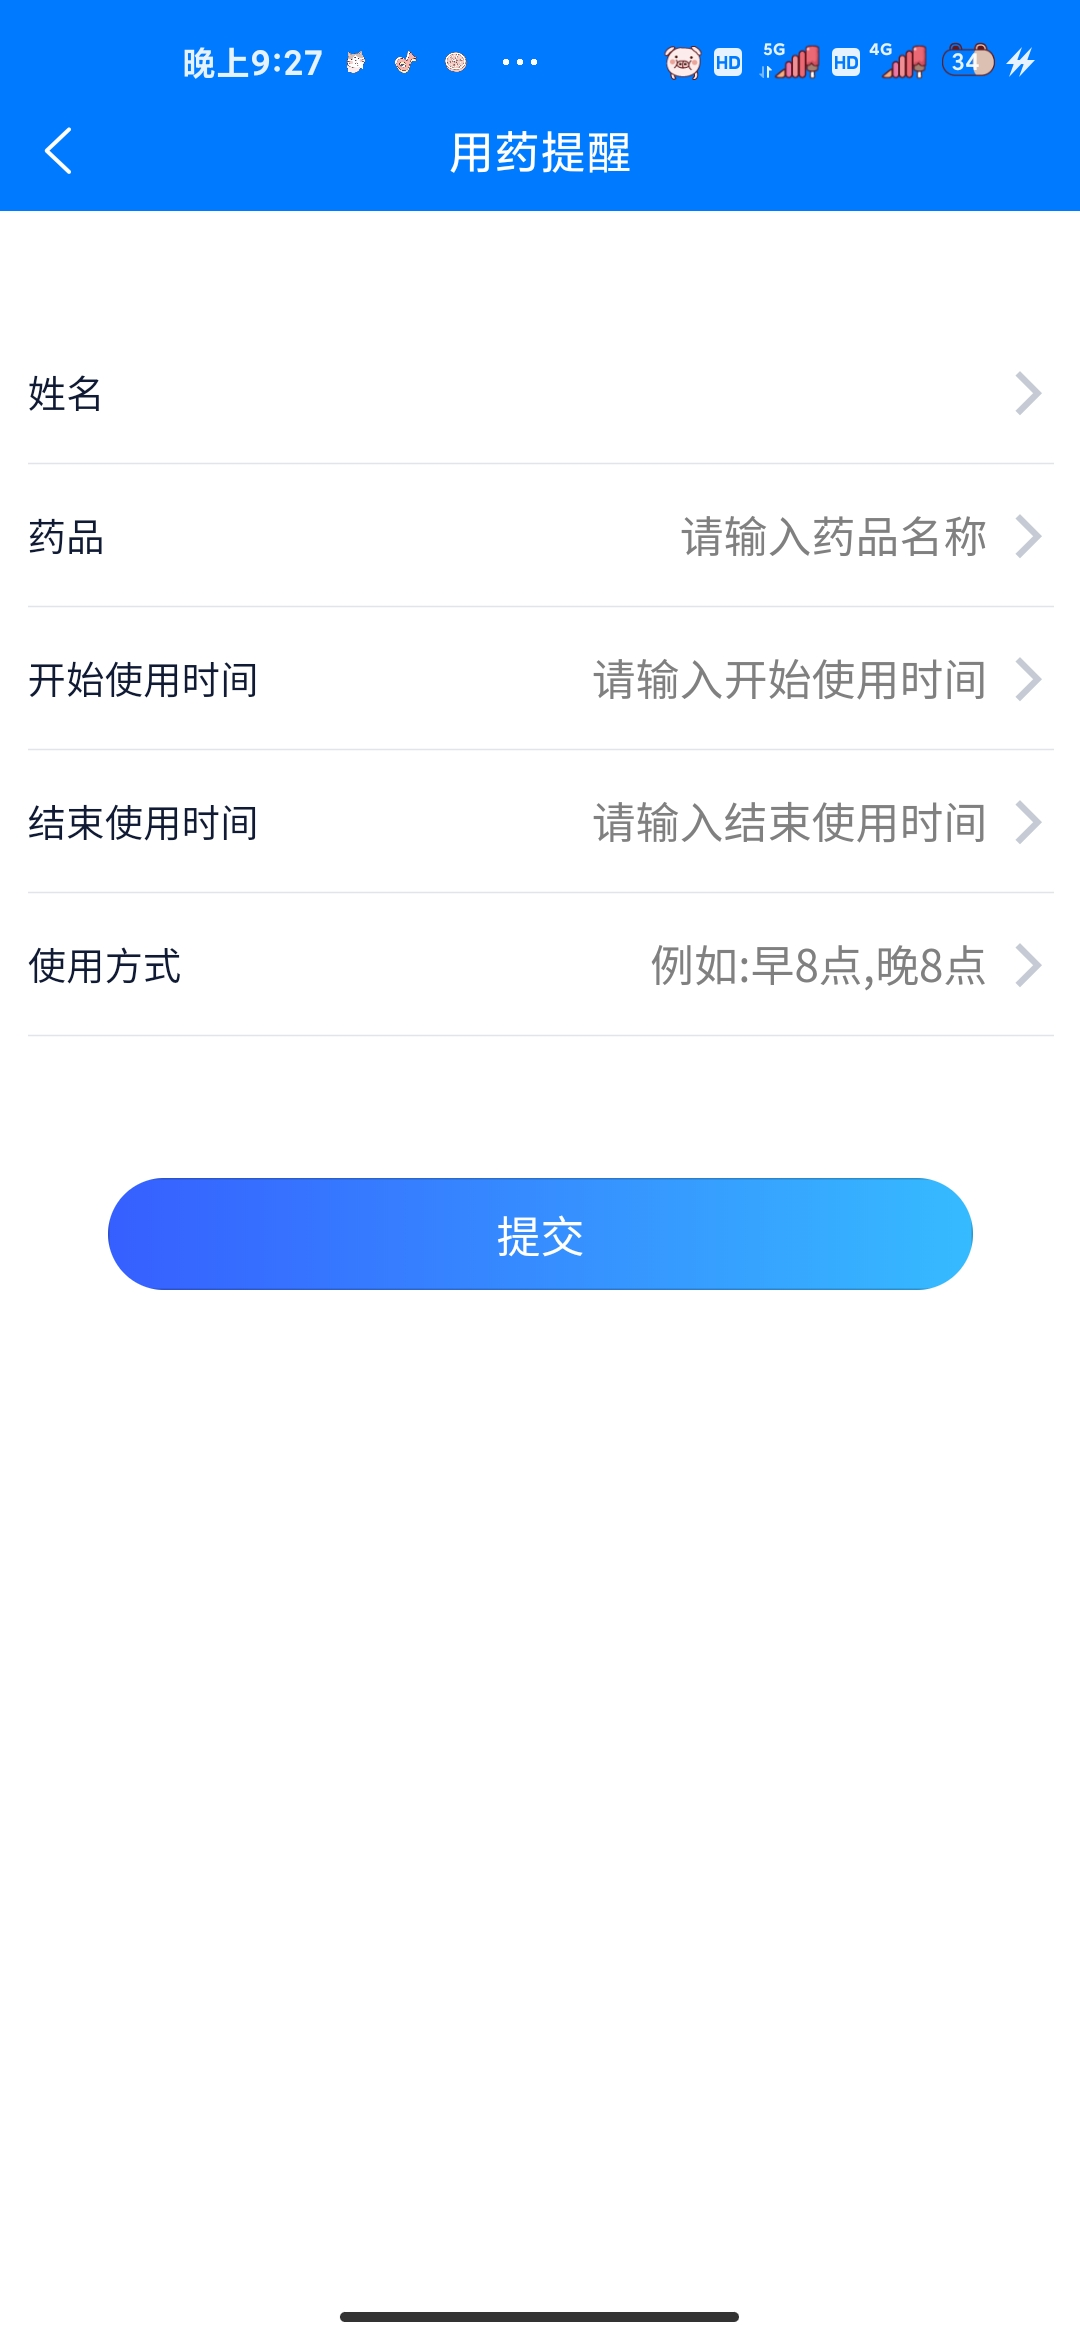 晚上9:27 ... HD 5G HD 4G 34
用药提醒
姓名
药品 请输入药品名称
开始使用时间 请输入开始使用时间
结束使用时间 请输入结束使用时间
使用方式 例如:早8点,晚8点
提交